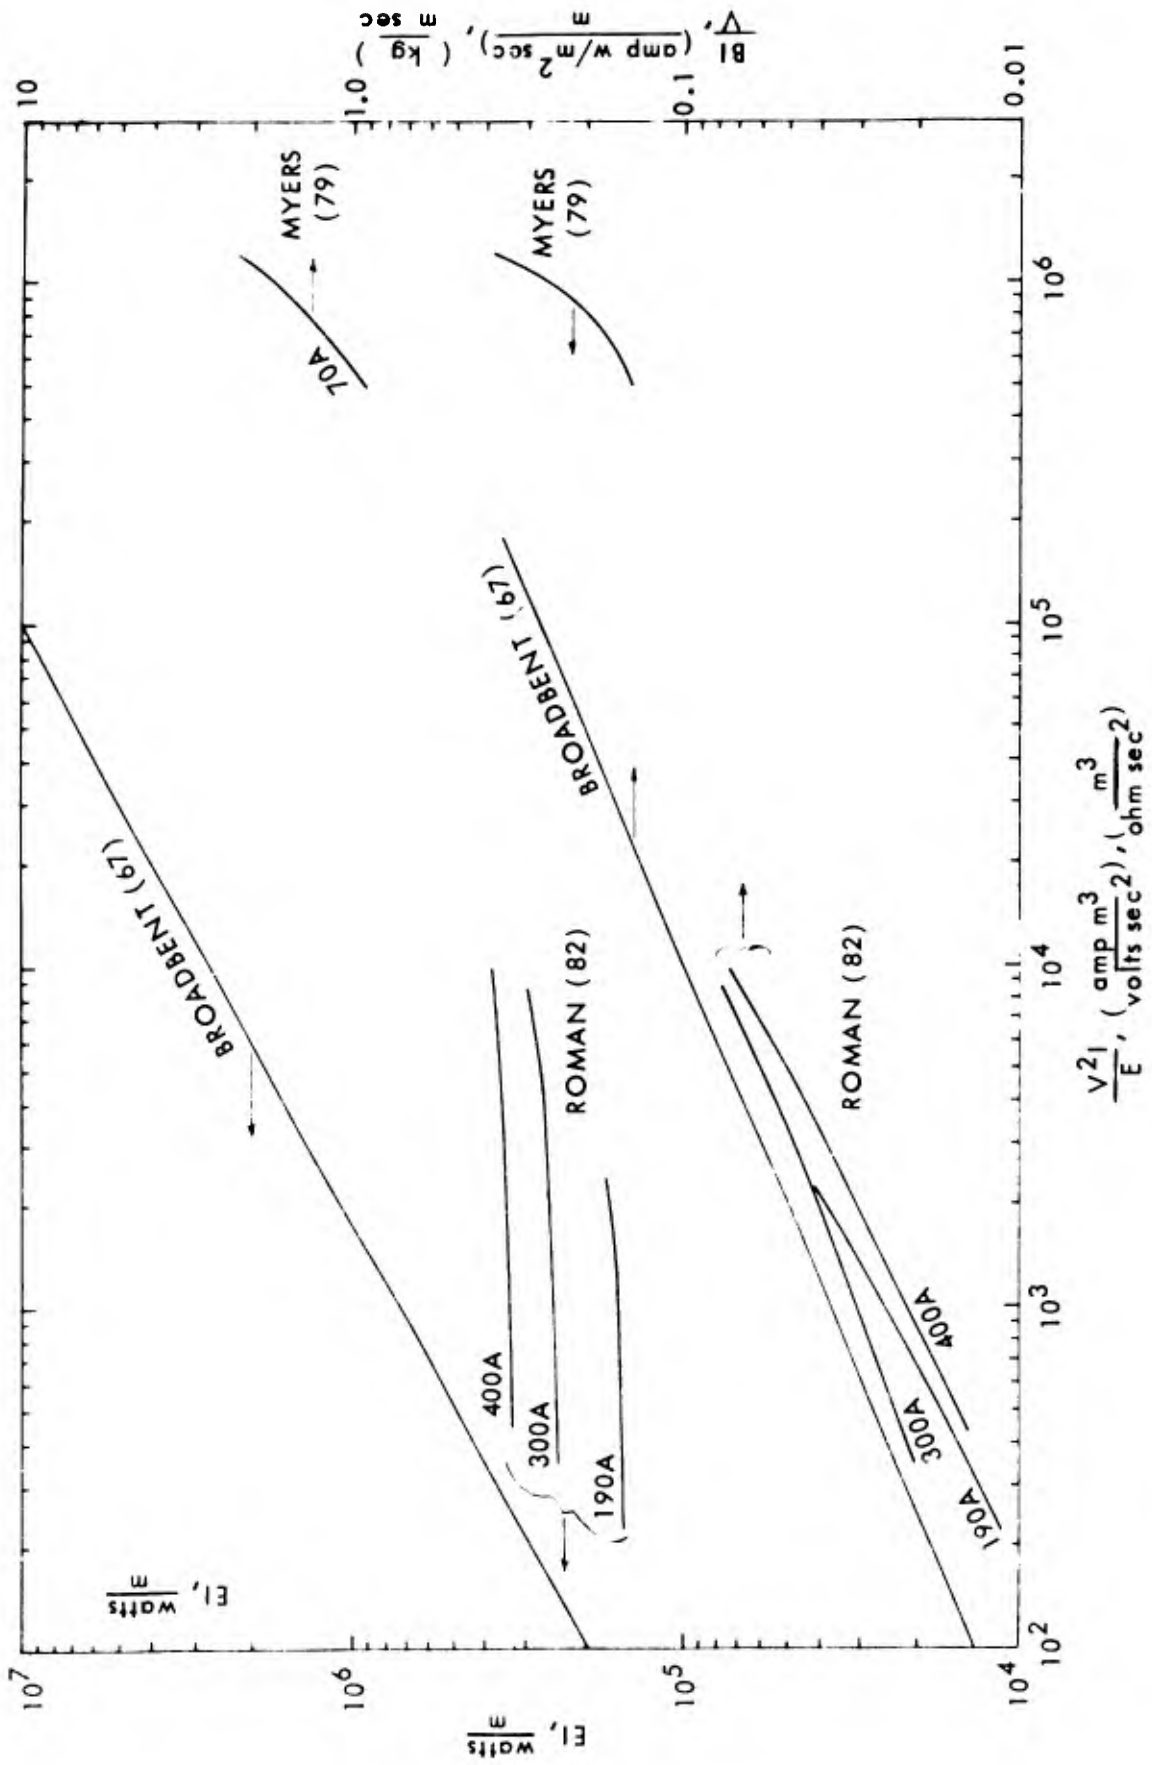 10
1.0
0.1
0.01
BI/V, (amp w/m² sec / m), (kg / m sec)
MYERS
(79)
70A
MYERS
(79)
BROADBENT (67)
BROADBENT (67)
400A
300A
190A
ROMAN (82)
ROMAN (82)
400A
300A
190A
EI, watts/m
EI, watts/m
10⁷
10⁶
10⁵
10⁴
10²
10³
10⁴
10⁵
10⁶
V²I/E, (amp m³ / volts sec²), (m³ / ohm sec²)